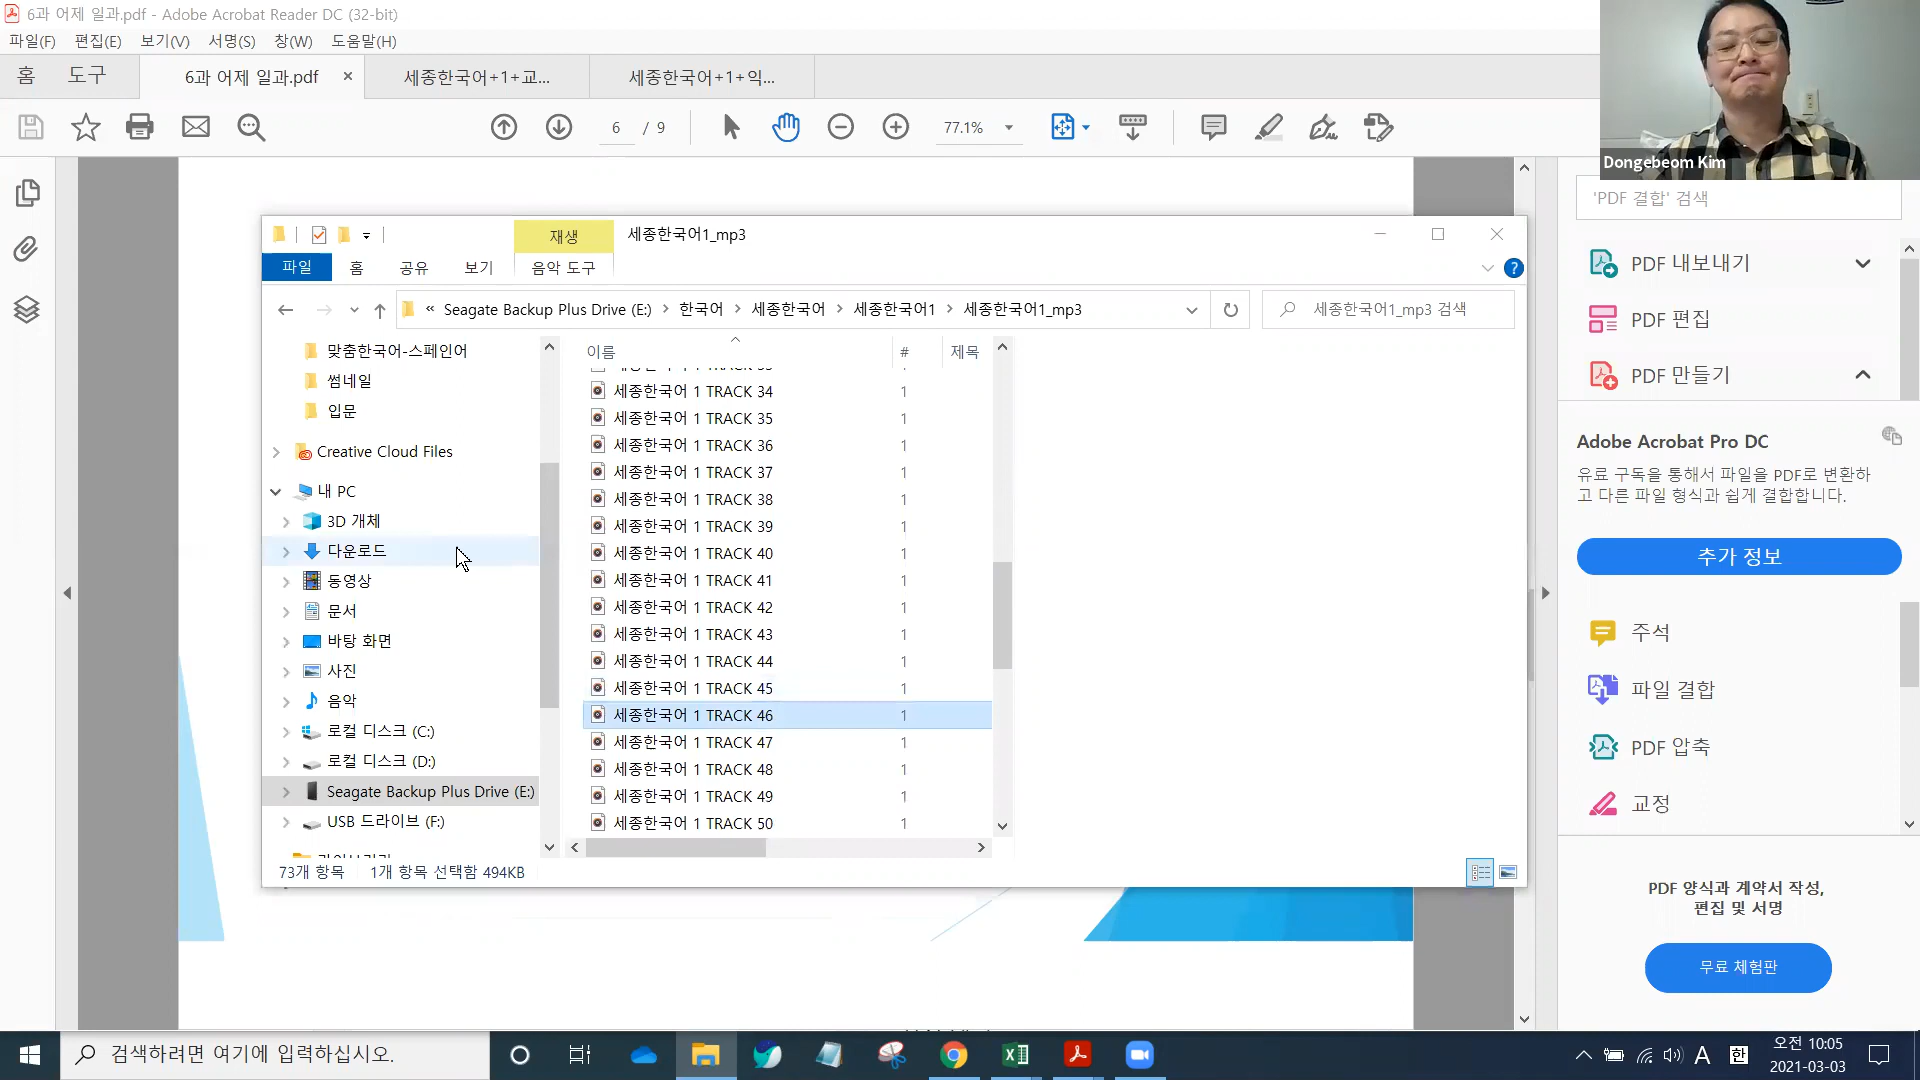 6과 어제 일과.pdf - Adobe Acrobat Reader DC (32-bit)
파일(F) 편집(E) 보기(V) 서명(S) 창(W) 도움말(H)
홈 도구 6과 어제 일과.pdf × 세종한국어+1+교... 세종한국어+1+익...
6 / 9 77.1%
Dongebeom Kim
'PDF 결합' 검색
PDF 내보내기
PDF 편집
PDF 만들기
Adobe Acrobat Pro DC
유료 구독을 통해서 파일을 PDF로 변환하
고 다른 파일 형식과 쉽게 결합합니다.
추가 정보
주석
파일 결합
PDF 압축
교정
PDF 양식과 계약서 작성,
편집 및 서명
무료 체험판
재생 세종한국어1_mp3
파일 홈 공유 보기 음악 도구
« Seagate Backup Plus Drive (E:) > 한국어 > 세종한국어 > 세종한국어1 > 세종한국어1_mp3
세종한국어1_mp3 검색
맞춤한국어-스페인어
썸네일
입문
Creative Cloud Files
내 PC
3D 개체
다운로드
동영상
문서
바탕 화면
사진
음악
로컬 디스크 (C:)
로컬 디스크 (D:)
Seagate Backup Plus Drive (E:)
USB 드라이브 (F:)
이름 # 제목
세종한국어 1 TRACK 34 1
세종한국어 1 TRACK 35 1
세종한국어 1 TRACK 36 1
세종한국어 1 TRACK 37 1
세종한국어 1 TRACK 38 1
세종한국어 1 TRACK 39 1
세종한국어 1 TRACK 40 1
세종한국어 1 TRACK 41 1
세종한국어 1 TRACK 42 1
세종한국어 1 TRACK 43 1
세종한국어 1 TRACK 44 1
세종한국어 1 TRACK 45 1
세종한국어 1 TRACK 46 1
세종한국어 1 TRACK 47 1
세종한국어 1 TRACK 48 1
세종한국어 1 TRACK 49 1
세종한국어 1 TRACK 50 1
73개 항목 1개 항목 선택함 494KB
검색하려면 여기에 입력하십시오.
A 한 오전 10:05
2021-03-03